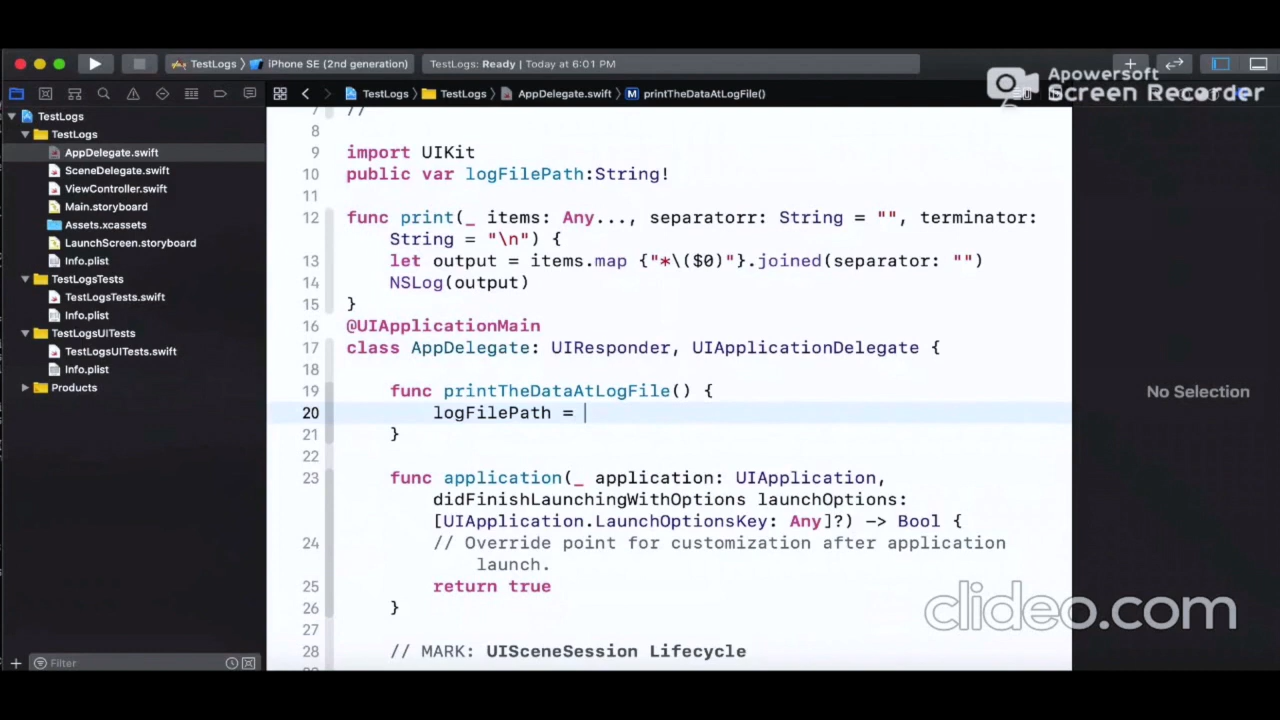 Apowersoft
Screen Recorder
TestLogs
iPhone SE (2nd generation)
TestLogs: Ready | Today at 6:01 PM
TestLogs
TestLogs
AppDelegate.swift
M
printTheDataAtLogFile()
TestLogs
TestLogs
AppDelegate.swift
SceneDelegate.swift
ViewController.swift
Main.storyboard
Assets.xcassets
LaunchScreen.storyboard
Info.plist
TestLogsTests
TestLogsTests.swift
Info.plist
TestLogsUITests
TestLogsUITests.swift
Info.plist
Products
Filter
7 //
8
9 import UIKit
10 public var logFilePath:String!
11
12 func print(_ items: Any..., separatorr: String = "", terminator:
String = "\n") {
13 let output = items.map {"*\($0)"}.joined(separator: "")
14 NSLog(output)
15 }
16 @UIApplicationMain
17 class AppDelegate: UIResponder, UIApplicationDelegate {
18
19 func printTheDataAtLogFile() {
20 logFilePath =
21 }
22
23 func application(_ application: UIApplication,
didFinishLaunchingWithOptions launchOptions:
[UIApplication.LaunchOptionsKey: Any]?) -> Bool {
24 // Override point for customization after application
launch.
25 return true
26 }
27
28 // MARK: UISceneSession Lifecycle
No Selection
clideo.com